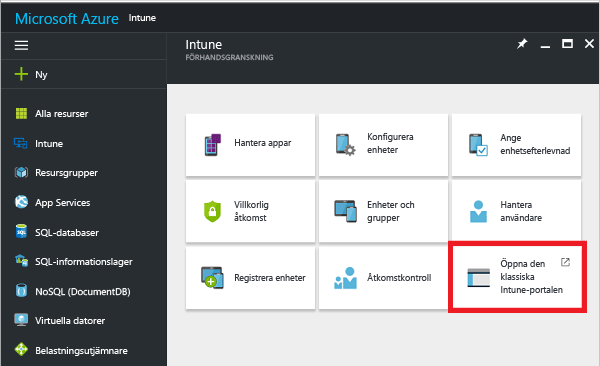 Microsoft Azure Intune
Ny
Alla resurser
Intune
Resursgrupper
App Services
SQL-databaser
SQL-informationslager
NoSQL (DocumentDB)
Virtuella datorer
Belastningsutjämnare
Intune
FÖRHANDSGRANSKNING
Hantera appar
Konfigurera
enheter
Ange
enhetsefterlevnad
Villkorlig
åtkomst
Enheter och
grupper
Hantera
användare
Registrera enheter
Åtkomstkontroll
Öppna den
klassiska
Intune-portalen